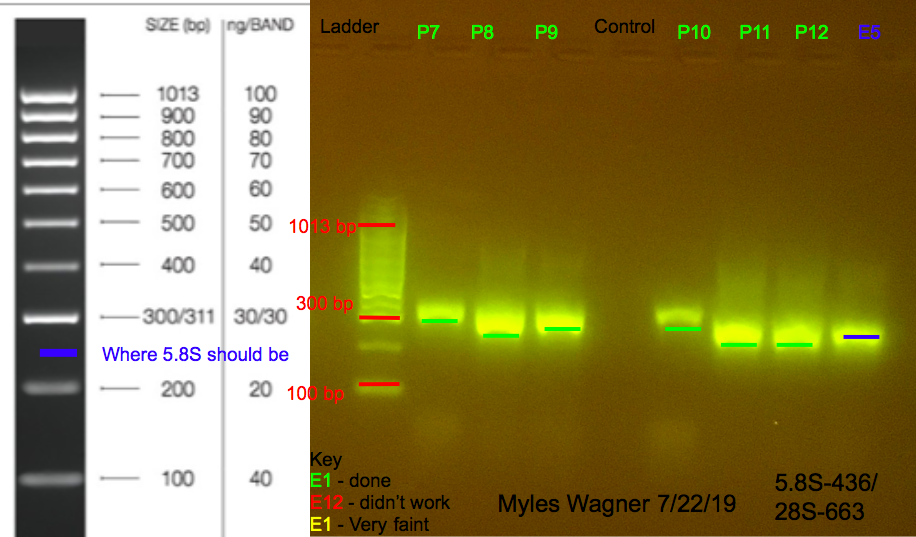 SIZE (bp) ng/BAND
1013 100
900 90
800 80
700 70
600 60
500 50
400 40
300/311 30/30
Where 5.8S should be
200 20
100 40
Ladder P7 P8 P9 Control P10 P11 P12 E5
1013 bp
300 bp
100 bp
Key
E1 - done
E12 - didn't work
E1 - Very faint
Myles Wagner 7/22/19
5.8S-436/
28S-663